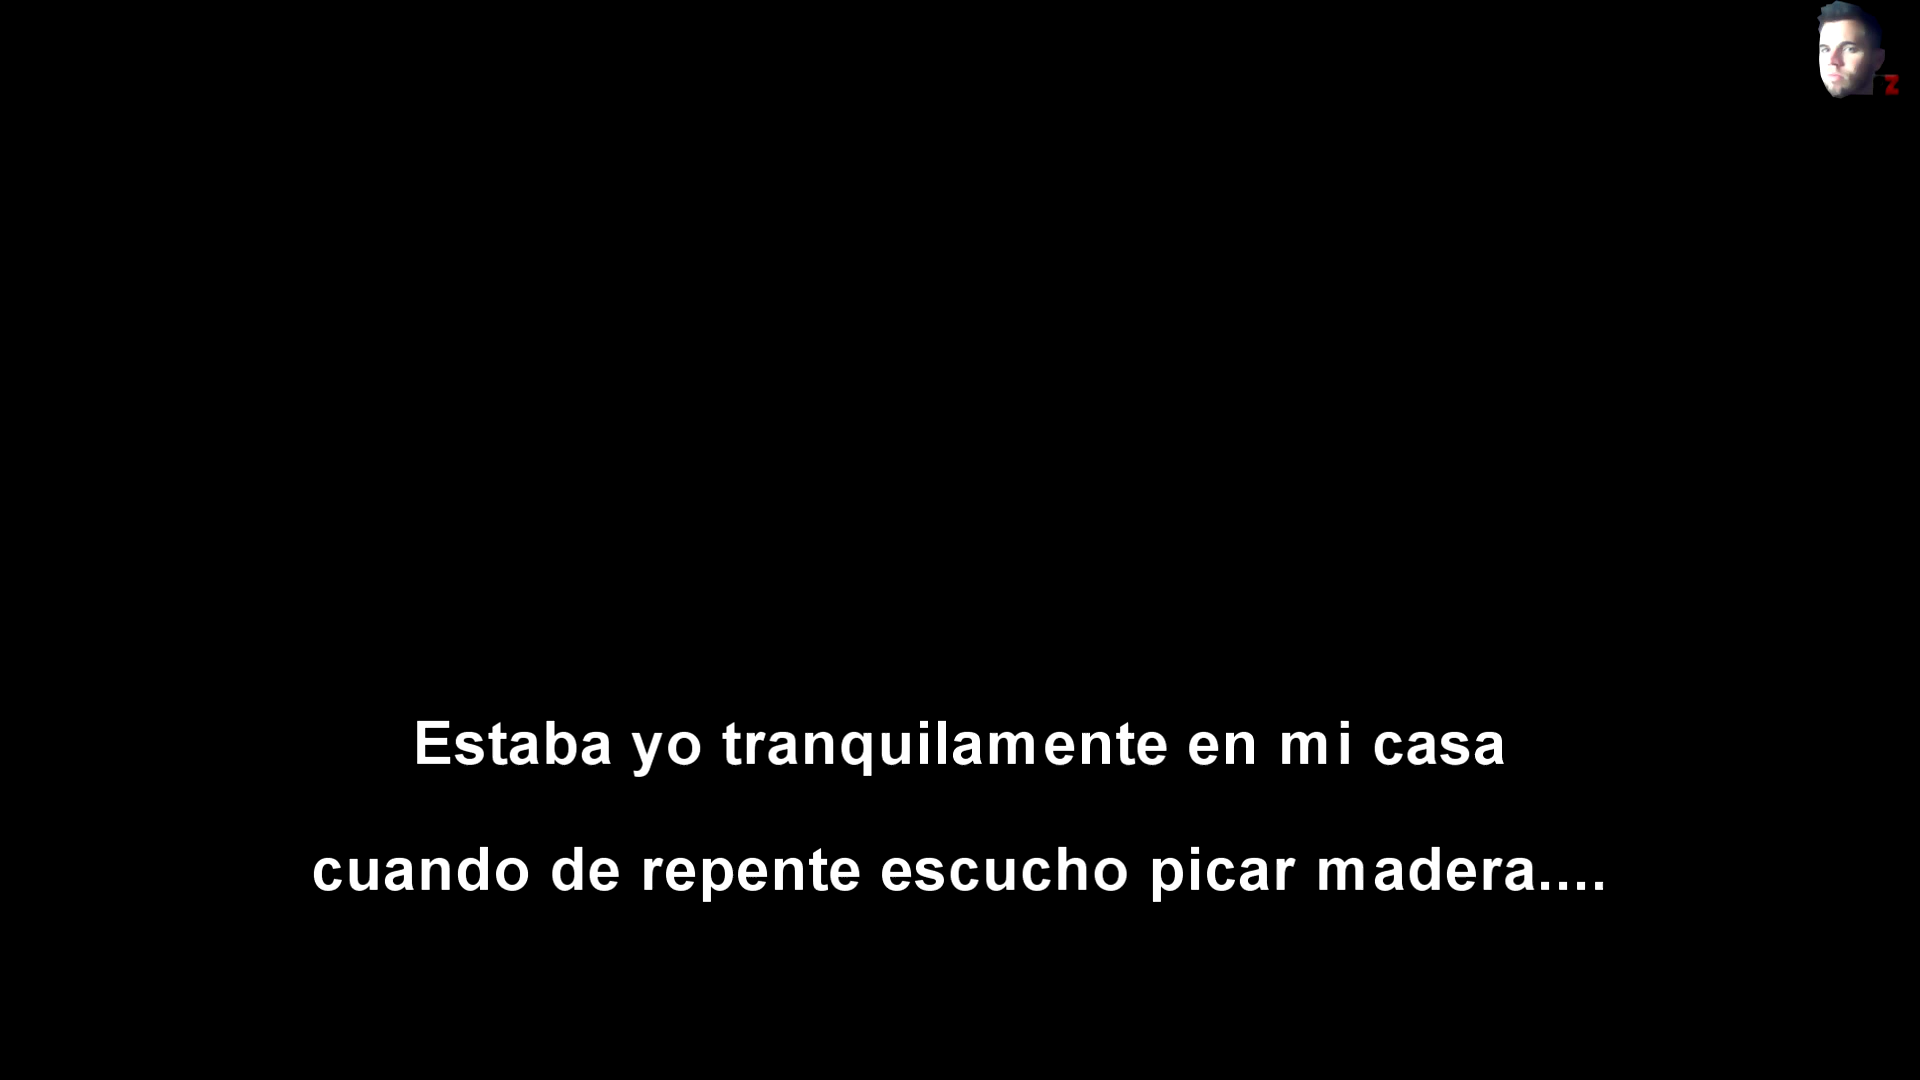 Z
Estaba yo tranquilamente en mi casa
cuando de repente escucho picar madera....